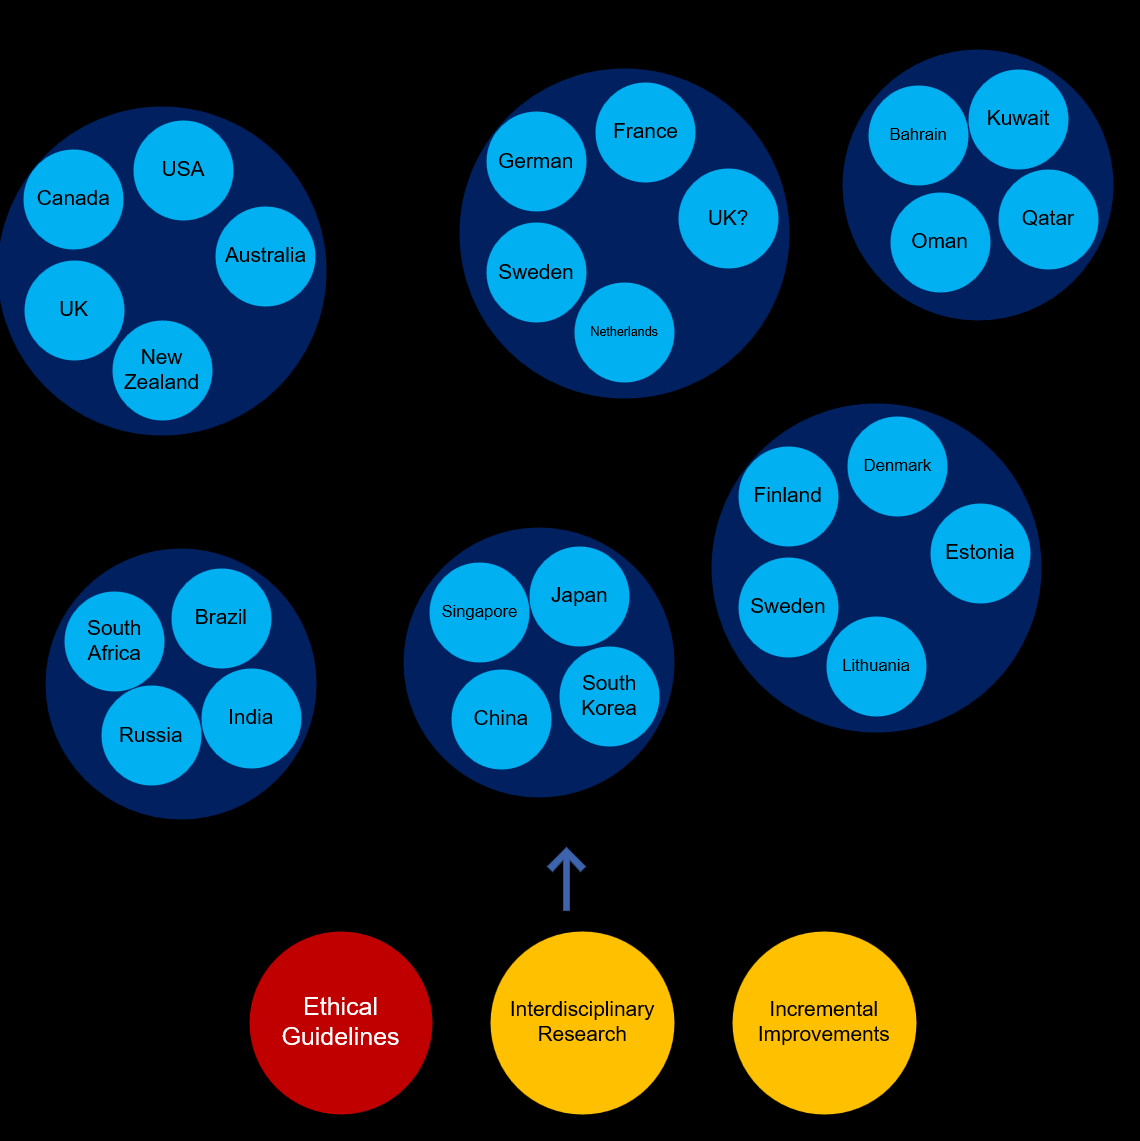 USA
Canada
Australia
UK
New
Zealand
France
German
UK?
Sweden
Netherlands
Kuwait
Bahrain
Qatar
Oman
Denmark
Finland
Estonia
Sweden
Lithuania
Brazil
South
Africa
India
Russia
Japan
Singapore
South
Korea
China
Ethical
Guidelines
Interdisciplinary
Research
Incremental
Improvements